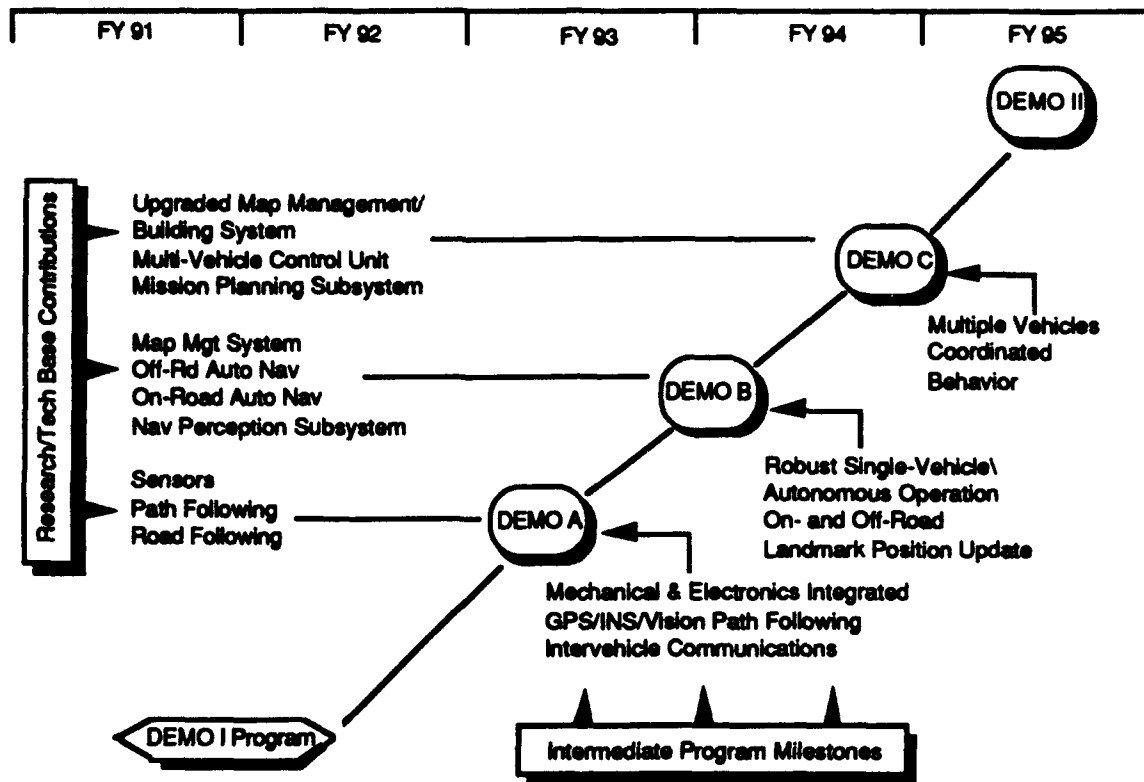 FY 91 FY 92 FY 93 FY 94 FY 95
DEMO II
Research/Tech Base Contributions
Upgraded Map Management/
Building System
Multi-Vehicle Control Unit
Mission Planning Subsystem
DEMO C
Multiple Vehicles
Coordinated
Behavior
Map Mgt System
Off-Rd Auto Nav
On-Road Auto Nav
Nav Perception Subsystem
DEMO B
Robust Single-Vehicle\
Autonomous Operation
On- and Off-Road
Landmark Position Update
Sensors
Path Following
Road Following
DEMO A
Mechanical & Electronics Integrated
GPS/INS/Vision Path Following
Intervehicle Communications
DEMO I Program
Intermediate Program Milestones